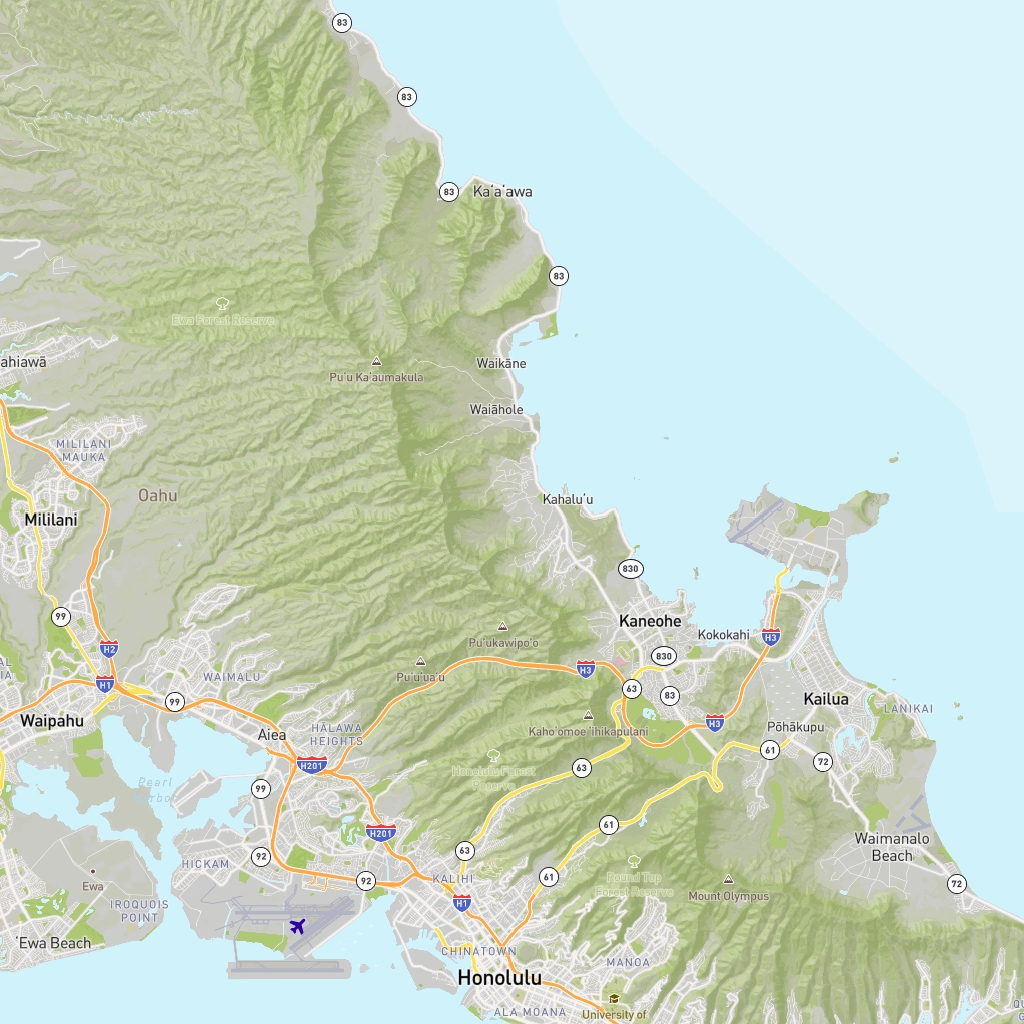 83
83
83
Ka'a'awa
83
Ewa Forest Reserve
ahiawā
Pu'u Ka'aumakula
Waikāne
Waiāhole
MILILANI
MAUKA
Oahu
Kahalu'u
Mililani
830
99
Kaneohe
Pu'ukawipo'o
Kokokahi
H3
H2
830
Pu'u'ua'u
H3
WAIMALU
H1
63
83
99
Kailua
LANIKAI
Waipahu
HĀLAWA
HEIGHTS
Aiea
H3
Pōhākupu
Kaho'omoe'ihikapulani
61
72
H201
Honolulu Forest
Reserve
63
Pearl
99
61
H201
Waimanalo
Beach
63
92
HICKAM
Ewa
KALIHI
92
61
Round Top
Forest Reserve
Mount Olympus
72
H1
IROQUOIS
POINT
'Ewa Beach
CHINATOWN
MANOA
Honolulu
ALA MOANA
University of